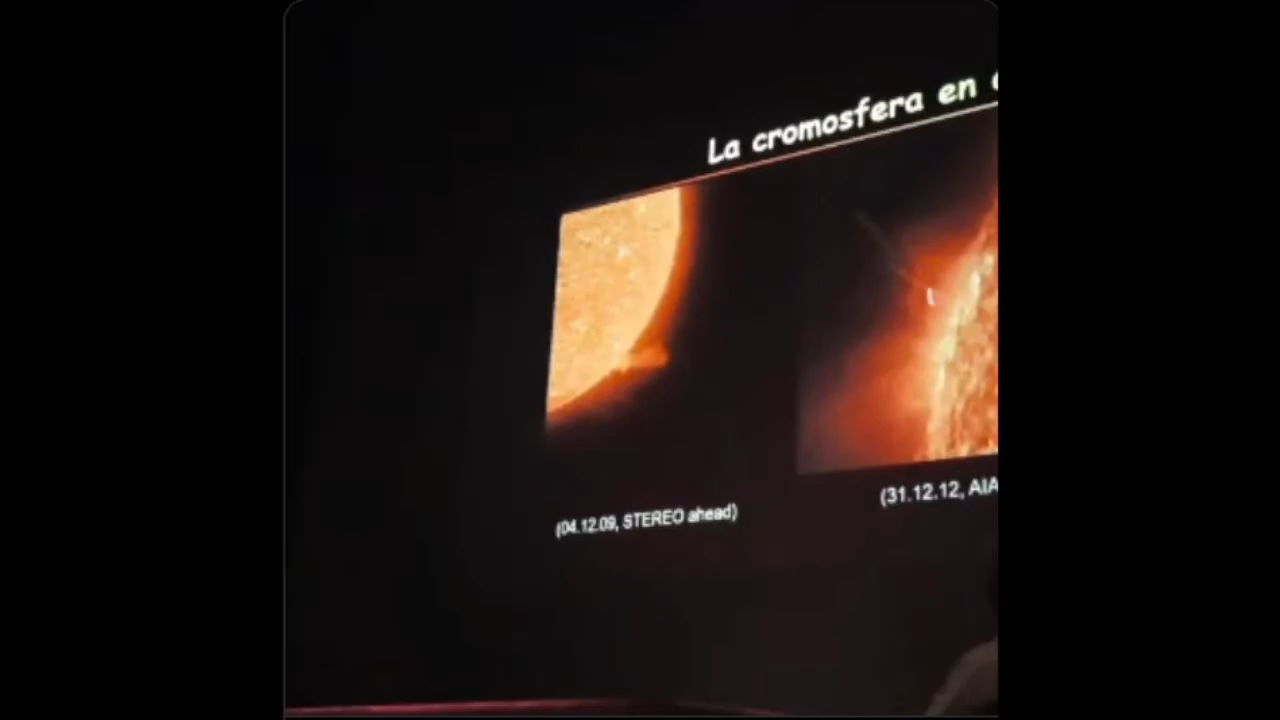 La cromosfera en
(04.12.09, STEREO ahead)
(31.12.12, AIA